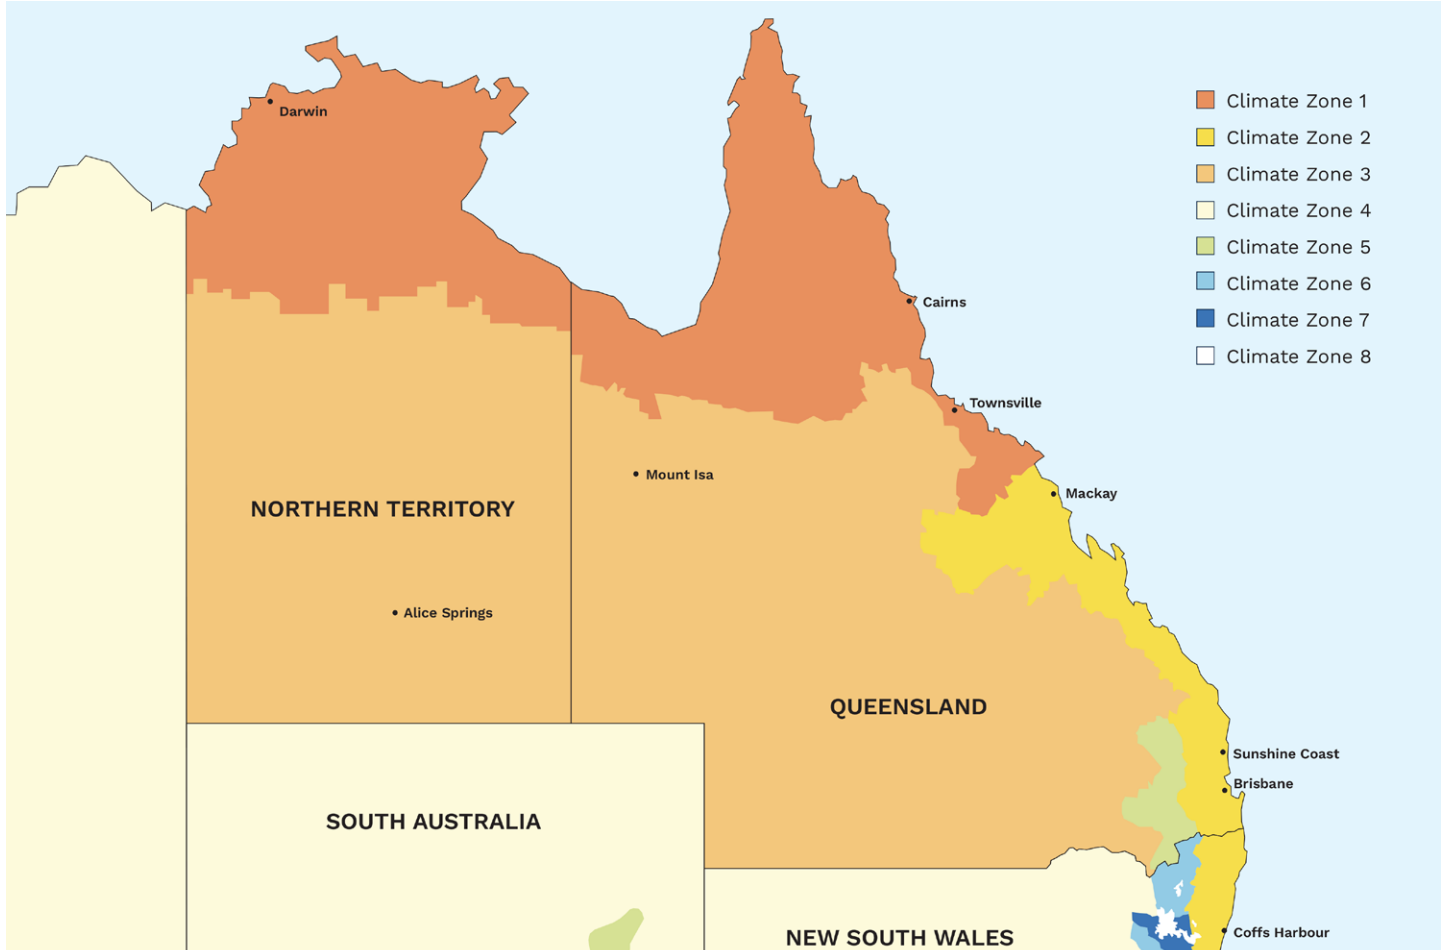 Darwin
Climate Zone 1
Climate Zone 2
Climate Zone 3
Climate Zone 4
Climate Zone 5
Climate Zone 6
Climate Zone 7
Climate Zone 8
Cairns
Townsville
Mount Isa
Mackay
NORTHERN TERRITORY
Alice Springs
QUEENSLAND
Sunshine Coast
Brisbane
SOUTH AUSTRALIA
NEW SOUTH WALES
Coffs Harbour